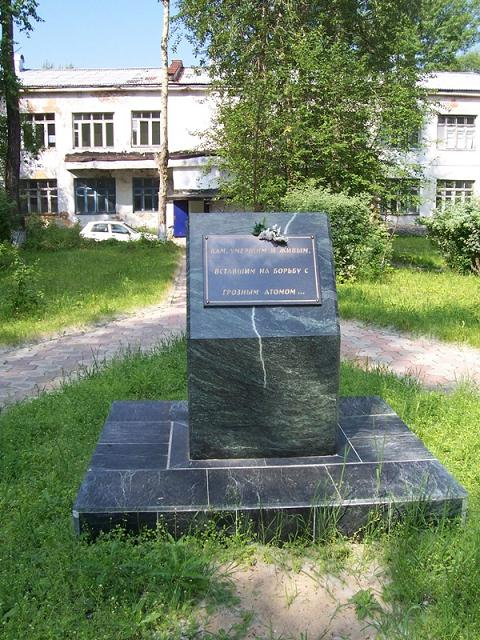 ВАМ, УМЕРШИМ И ЖИВЫМ,
ВСТАВШИМ НА БОРЬБУ С
ГРОЗНЫМ АТОМОМ ...